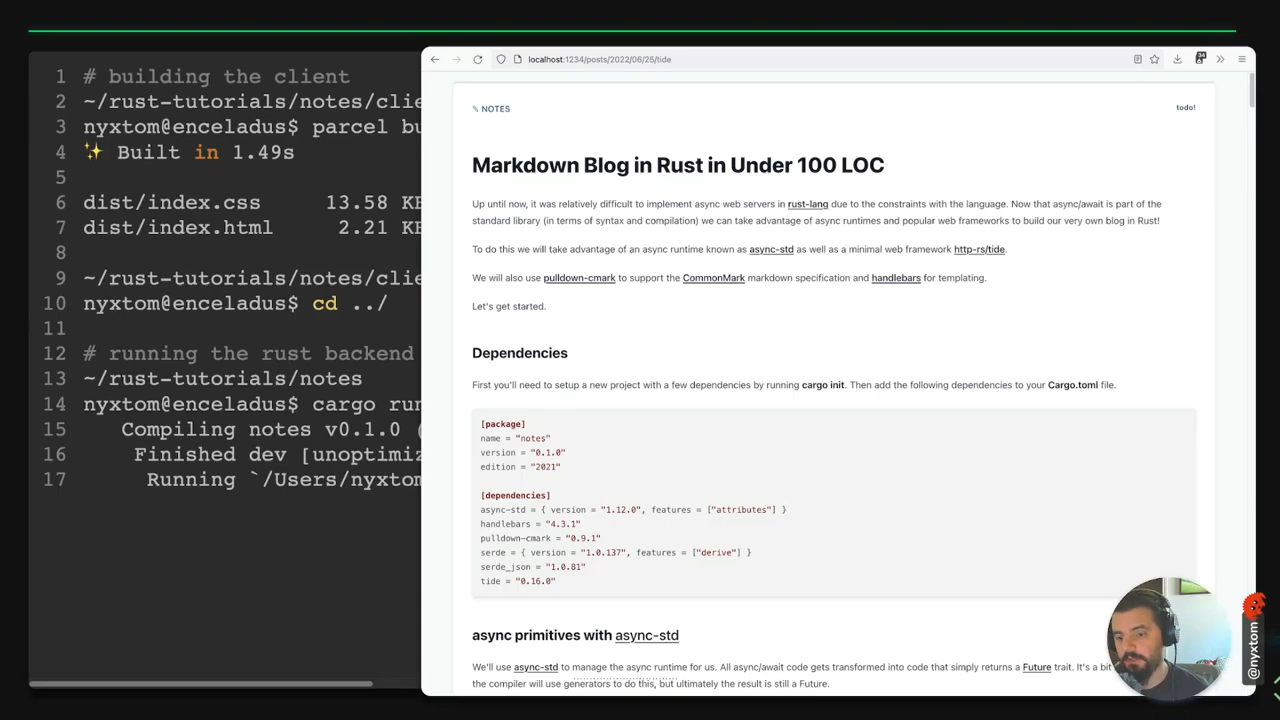 1 # building the client
2 ~/rust-tutorials/notes/clie
3 nyxtom@enceladus$ parcel bu
4 ✨ Built in 1.49s
5
6 dist/index.css 13.58 KB
7 dist/index.html 2.21 KB
8
9 ~/rust-tutorials/notes/clie
10 nyxtom@enceladus$ cd ../
11
12 # running the rust backend
13 ~/rust-tutorials/notes
14 nyxtom@enceladus$ cargo run
15 Compiling notes v0.1.0 (
16 Finished dev [unoptimiz
17 Running `/Users/nyxtom
localhost:1234/posts/2022/06/25/tide
✎ NOTES
todo!
Markdown Blog in Rust in Under 100 LOC
Up until now, it was relatively difficult to implement async web servers in rust-lang due to the constraints with the language. Now that async/await is part of the
standard library (in terms of syntax and compilation) we can take advantage of async runtimes and popular web frameworks to build our very own blog in Rust!
To do this we will take advantage of an async runtime known as async-std as well as a minimal web framework http-rs/tide.
We will also use pulldown-cmark to support the CommonMark markdown specification and handlebars for templating.
Let's get started.
Dependencies
First you'll need to setup a new project with a few dependencies by running cargo init. Then add the following dependencies to your Cargo.toml file.
[package]
name = "notes"
version = "0.1.0"
edition = "2021"
[dependencies]
async-std = { version = "1.12.0", features = ["attributes"] }
handlebars = "4.3.1"
pulldown-cmark = "0.9.1"
serde = { version = "1.0.137", features = ["derive"] }
serde_json = "1.0.81"
tide = "0.16.0"
async primitives with async-std
We'll use async-std to manage the async runtime for us. All async/await code gets transformed into code that simply returns a Future trait. It's a bit
the compiler will use generators to do this, but ultimately the result is still a Future.
@nyxtom